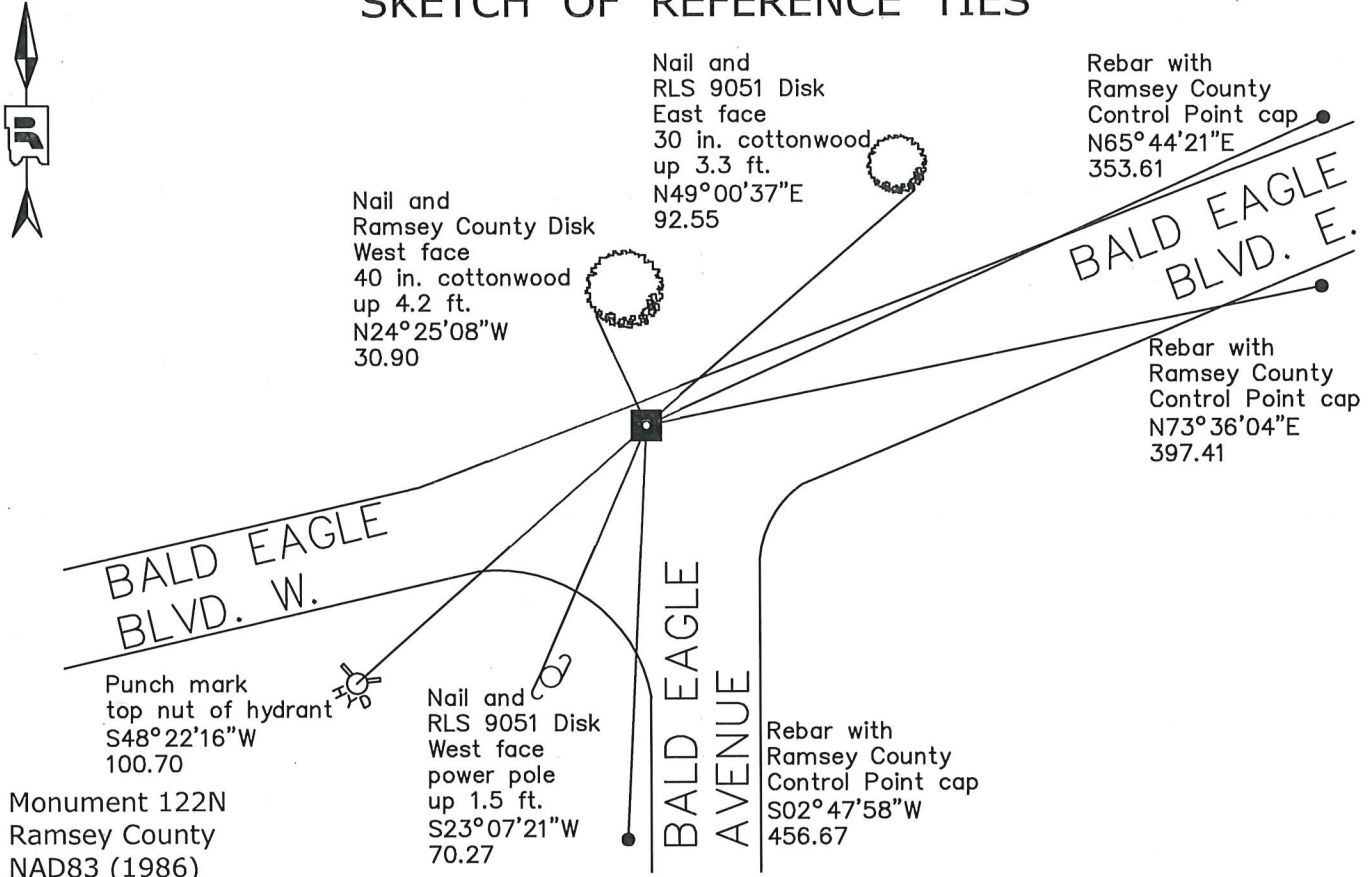 SKETCH OF REFERENCE TIES
R
Nail and
RLS 9051 Disk
East face
30 in. cottonwood
up 3.3 ft.
N49°00'37"E
92.55
Rebar with
Ramsey County
Control Point cap
N65°44'21"E
353.61
Nail and
Ramsey County Disk
West face
40 in. cottonwood
up 4.2 ft.
N24°25'08"W
30.90
BALD EAGLE
BLVD. E.
Rebar with
Ramsey County
Control Point cap
N73°36'04"E
397.41
BALD EAGLE
BLVD. W.
Punch mark
top nut of hydrant
S48°22'16"W
100.70
HYD
Nail and
RLS 9051 Disk
West face
power pole
up 1.5 ft.
S23°07'21"W
70.27
BALD EAGLE
AVENUE
Rebar with
Ramsey County
Control Point cap
S02°47'58"W
456.67
Monument 122N
Ramsey County
NAD83 (1986)